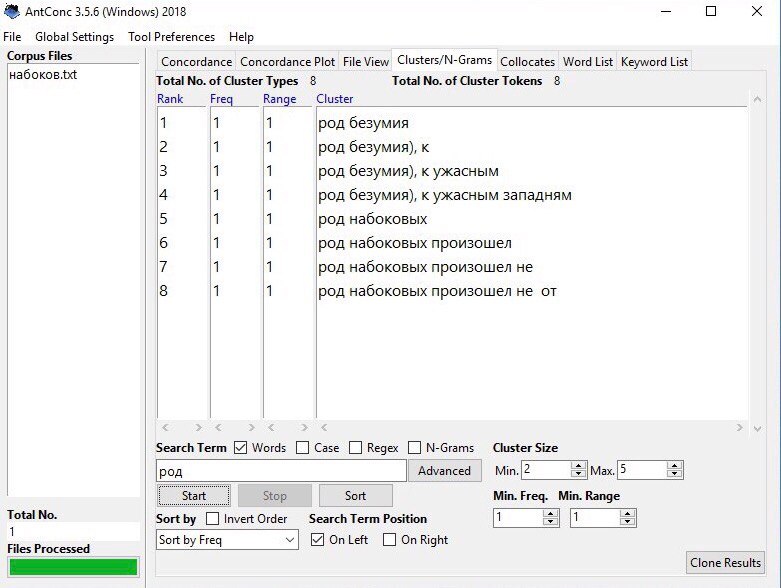 AntConc 3.5.6 (Windows) 2018
File Global Settings Tool Preferences Help
Corpus Files
набоков.txt
Concordance Concordance Plot File View Clusters/N-Grams Collocates Word List Keyword List
Total No. of Cluster Types 8 Total No. of Cluster Tokens 8
Rank Freq Range Cluster
1 1 1 род безумия
2 1 1 род безумия), к
3 1 1 род безумия), к ужасным
4 1 1 род безумия), к ужасным западням
5 1 1 род набоковых
6 1 1 род набоковых произошел
7 1 1 род набоковых произошел не
8 1 1 род набоковых произошел не от
Search Term Words Case Regex N-Grams Cluster Size
род Advanced Min. 2 Max. 5
Start Stop Sort Min. Freq. Min. Range
Sort by Invert Order Search Term Position 1 1
Sort by Freq On Left On Right
Total No.
1
Files Processed
Clone Results